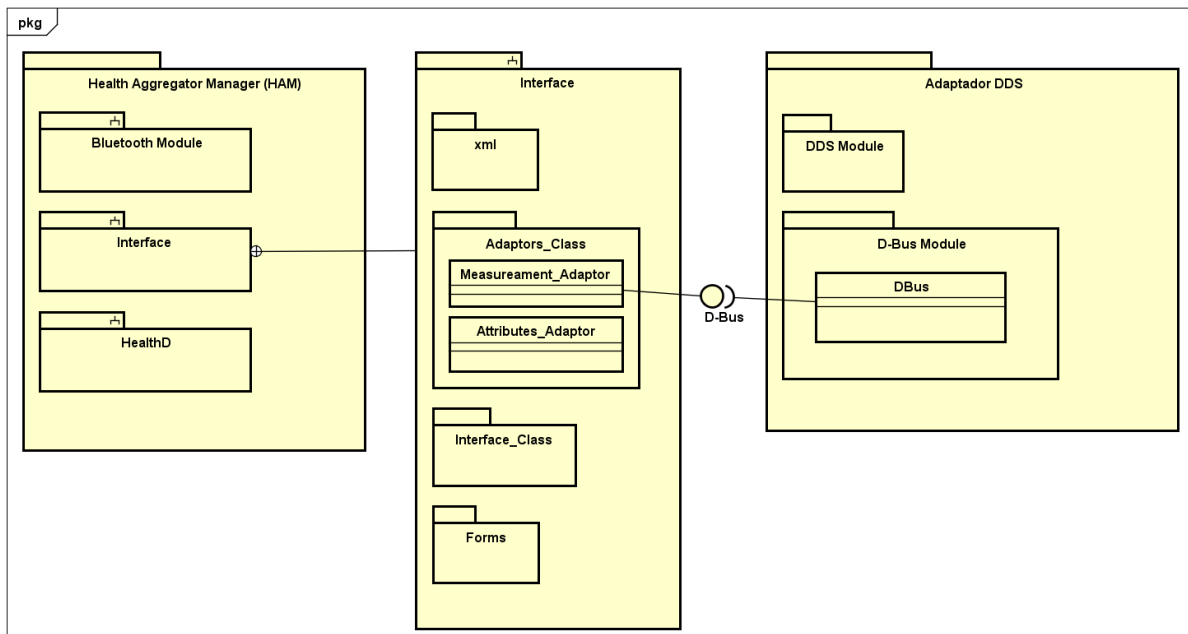 pkg
Health Aggregator Manager (HAM)
Bluetooth Module
Interface
HealthD
Interface
xml
Adaptors_Class
Measureament_Adaptor
Attributes_Adaptor
Interface_Class
Forms
D-Bus
Adaptador DDS
DDS Module
D-Bus Module
DBus